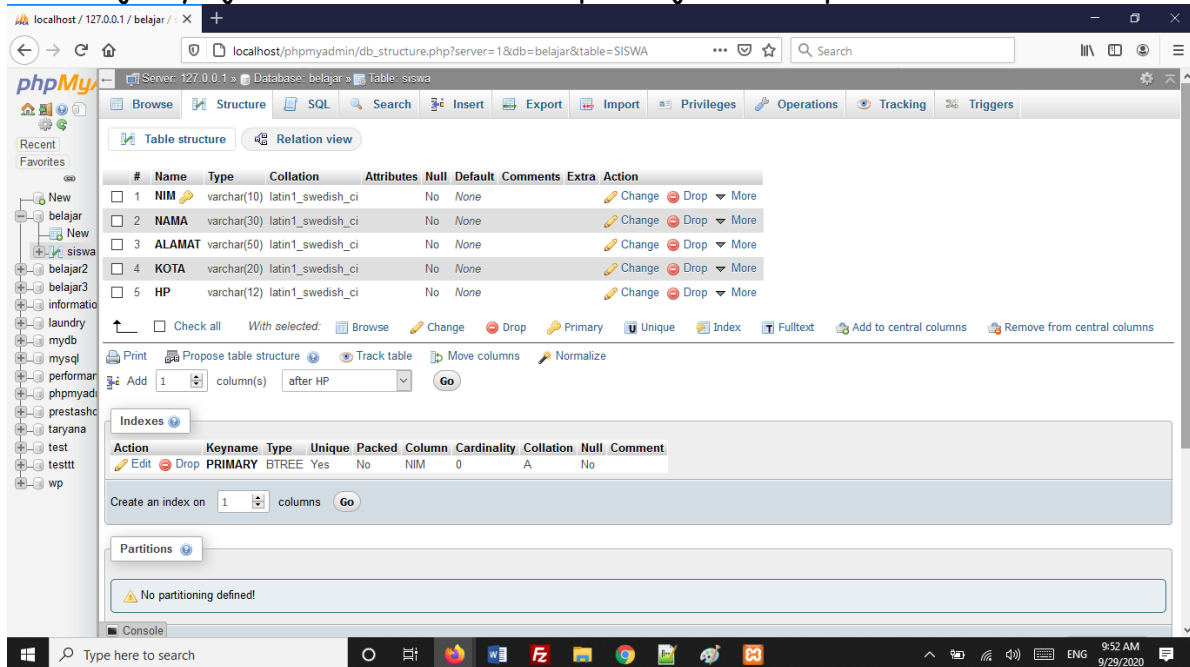 localhost / 127.0.0.1 / belajar / s
localhost/phpmyadmin/db_structure.php?server=1&db=belajar&table=SISWA
Search
phpMy
Server: 127.0.0.1 » Database: belajar » Table: siswa
Browse Structure SQL Search Insert Export Import Privileges Operations Tracking Triggers
Recent
Favorites
New
belajar
New
siswa
belajar2
belajar3
informatio
laundry
mydb
mysql
performan
phpmyadi
prestasho
taryana
test
testtt
wp
Table structure Relation view
# Name Type Collation Attributes Null Default Comments Extra Action
1 NIM varchar(10) latin1_swedish_ci No None Change Drop More
2 NAMA varchar(30) latin1_swedish_ci No None Change Drop More
3 ALAMAT varchar(50) latin1_swedish_ci No None Change Drop More
4 KOTA varchar(20) latin1_swedish_ci No None Change Drop More
5 HP varchar(12) latin1_swedish_ci No None Change Drop More
Check all With selected: Browse Change Drop Primary Unique Index Fulltext Add to central columns Remove from central columns
Print Propose table structure Track table Move columns Normalize
Add 1 column(s) after HP Go
Indexes
Action Keyname Type Unique Packed Column Cardinality Collation Null Comment
Edit Drop PRIMARY BTREE Yes No NIM 0 A No
Create an index on 1 columns Go
Partitions
No partitioning defined!
Console
Type here to search
ENG
9:52 AM
9/29/2020